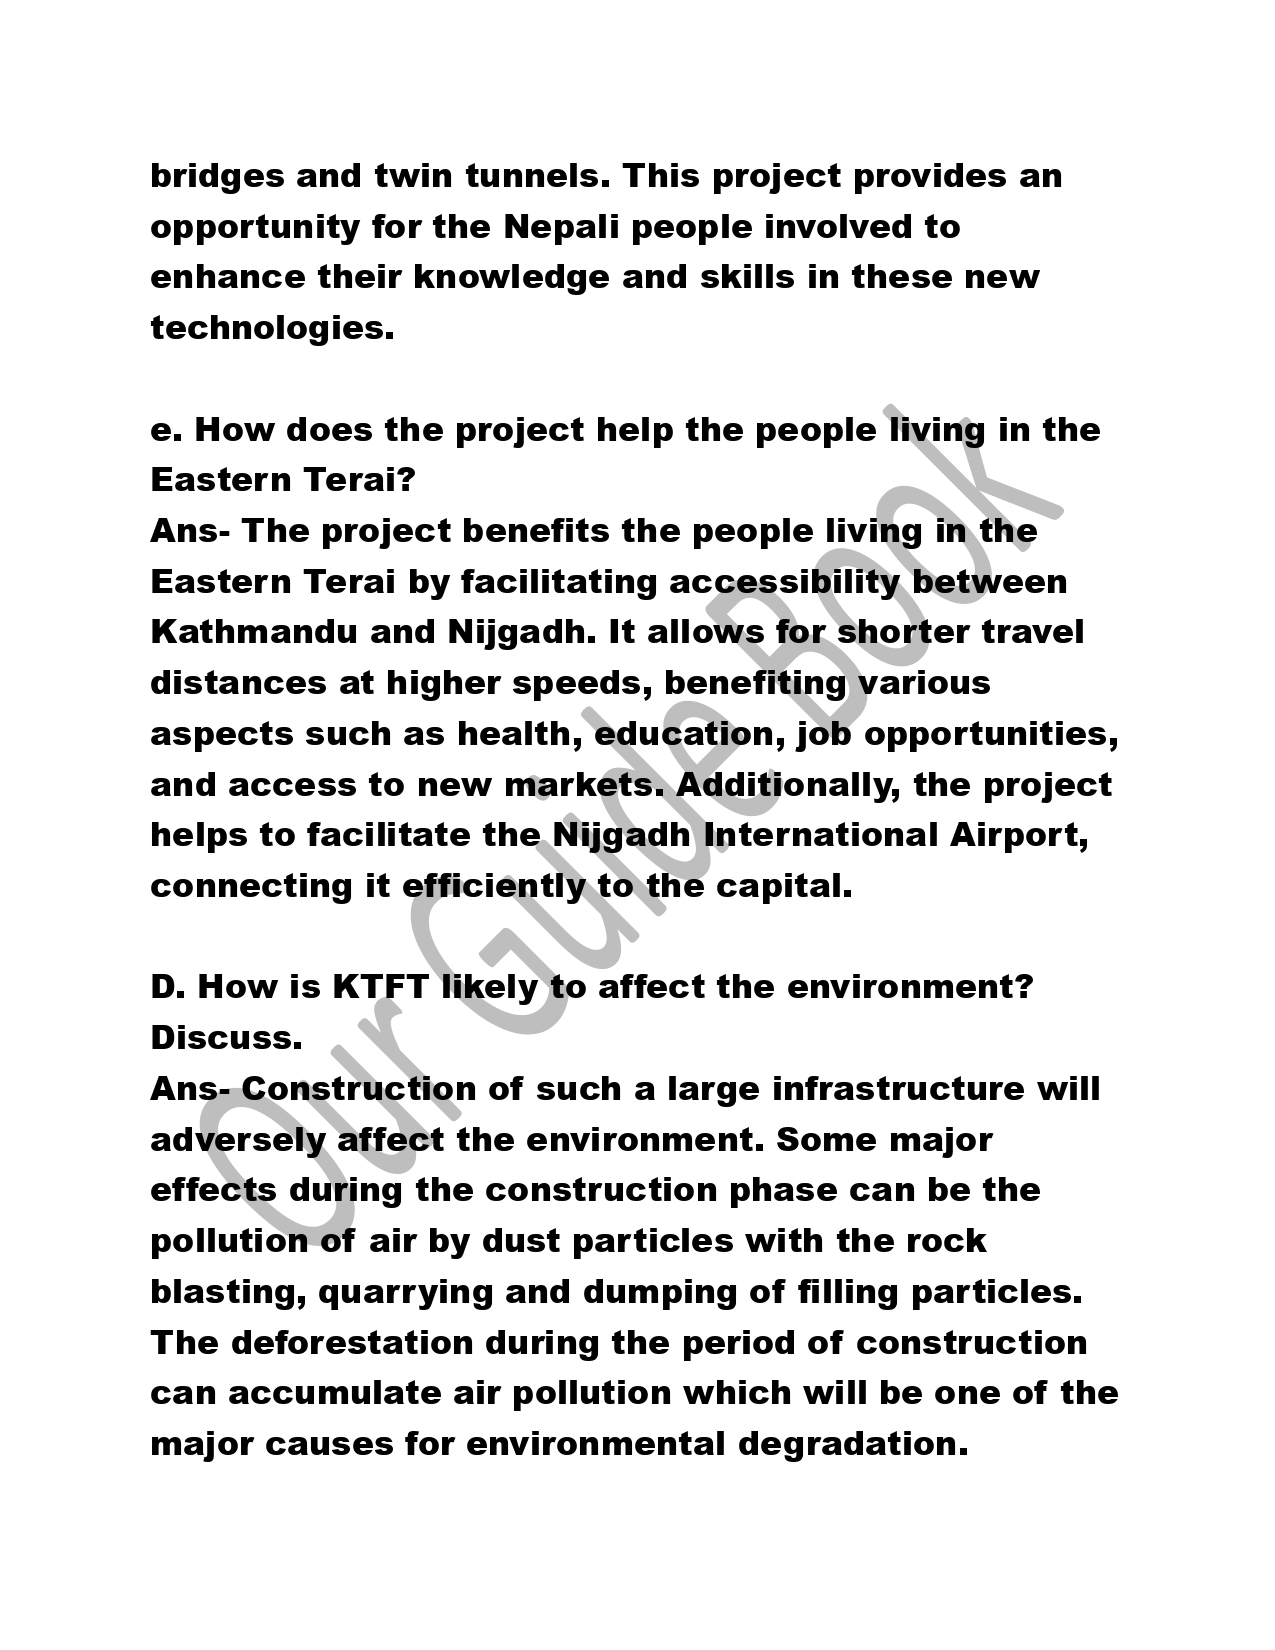 bridges and twin tunnels. This project provides an
opportunity for the Nepali people involved to
enhance their knowledge and skills in these new
technologies.
e. How does the project help the people living in the
Eastern Terai?
Ans- The project benefits the people living in the
Eastern Terai by facilitating accessibility between
Kathmandu and Nijgadh. It allows for shorter travel
distances at higher speeds, benefiting various
aspects such as health, education, job opportunities,
and access to new markets. Additionally, the project
helps to facilitate the Nijgadh International Airport,
connecting it efficiently to the capital.
D. How is KTFT likely to affect the environment?
Discuss.
Ans- Construction of such a large infrastructure will
adversely affect the environment. Some major
effects during the construction phase can be the
pollution of air by dust particles with the rock
blasting, quarrying and dumping of filling particles.
The deforestation during the period of construction
can accumulate air pollution which will be one of the
major causes for environmental degradation.
Our Guide Book